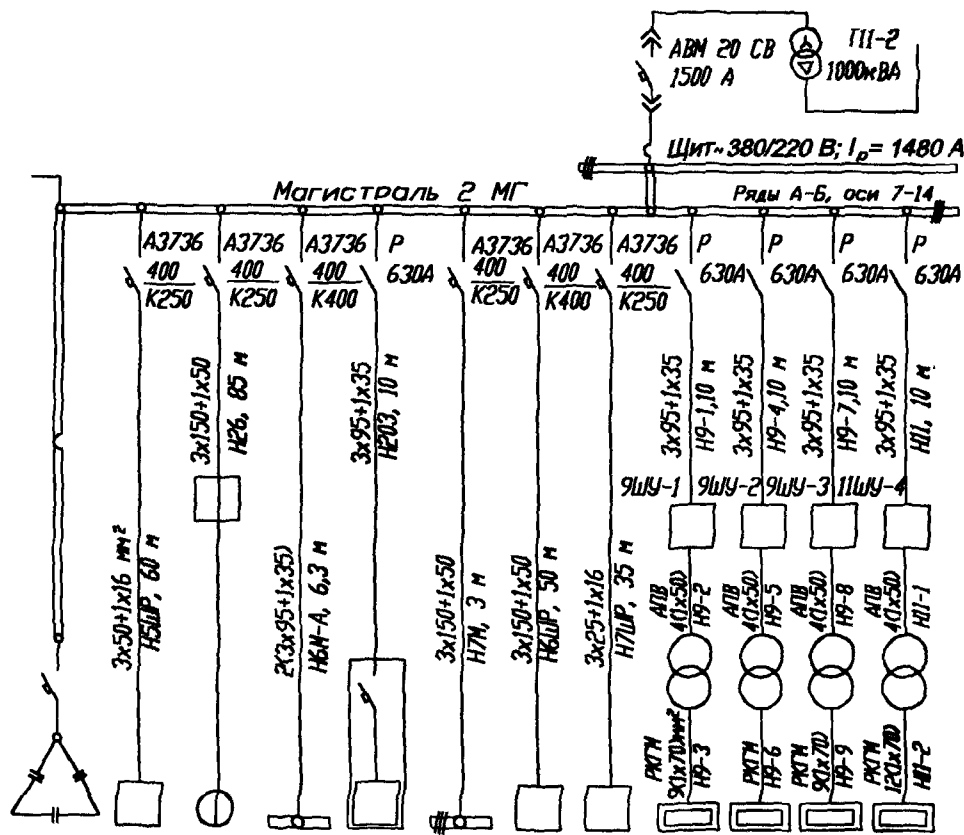 АВМ 20 СВ
1500 А
ТП-2
1000кВА
Щит~380/220 В; Iр= 1480 А
Магистраль 2 МГ
Ряды А-Б, оси 7-14
А3736
400
К250
А3736
400
К250
А3736
400
К400
Р
630А
А3736
400
К250
А3736
400
К400
А3736
400
К250
Р
630А
Р
630А
Р
630А
Р
630А
3х50+1х16 мм²
Н5ШР, 60 м
3х150+1х50
Н26, 85 м
2(3х95+1х35)
Н6М-А, 6,3 м
3х95+1х35
Н203, 10 м
3х150+1х50
Н7М, 3 м
3х150+1х50
Н6ШР, 50 м
3х25+1х16
Н7ШР, 35 м
3х95+1х35
Н9-1,10 м
3х95+1х35
Н9-4,10 м
3х95+1х35
Н9-7,10 м
3х95+1х35
Н11, 10 м
9ШУ-1
9ШУ-2
9ШУ-3
11ШУ-4
АПВ
4(1х50)
Н9-2
АПВ
4(1х50)
Н9-5
АПВ
4(1х50)
Н9-8
АПВ
4(1х50)
Н11-1
РКГМ
9(1х70)мм²
Н9-3
РКГМ
Н9-6
РКГМ
9(1х70)
Н9-9
РКГМ
12(1х70)
Н11-2